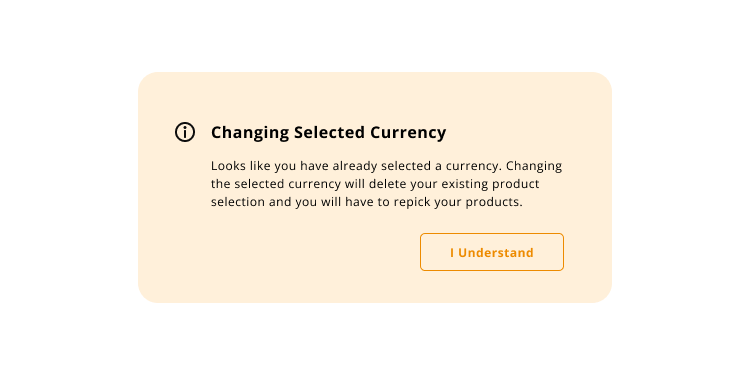 Changing Selected Currency
Looks like you have already selected a currency. Changing
the selected currency will delete your existing product
selection and you will have to repick your products.
I Understand